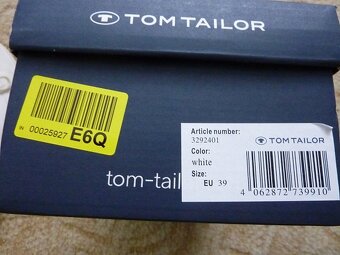 TOM TAILOR
IN 00025927 E6Q
Article number:
3292401
TOM TAILOR
Color:
white
Size:
EU 39
4 062872 739910
tom-tail